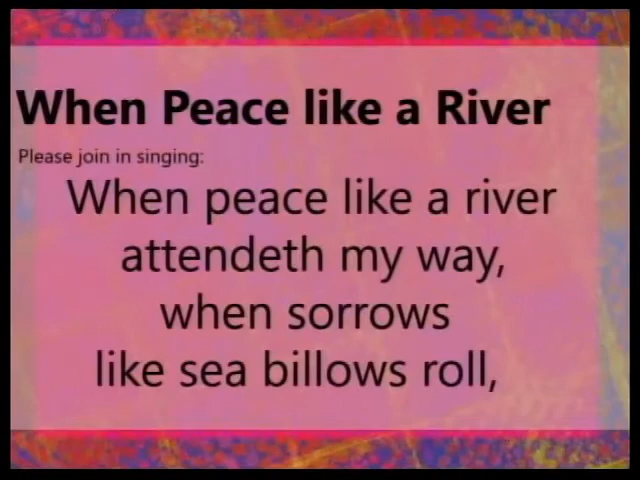 When Peace like a River
Please join in singing:
When peace like a river
attendeth my way,
when sorrows
like sea billows roll,